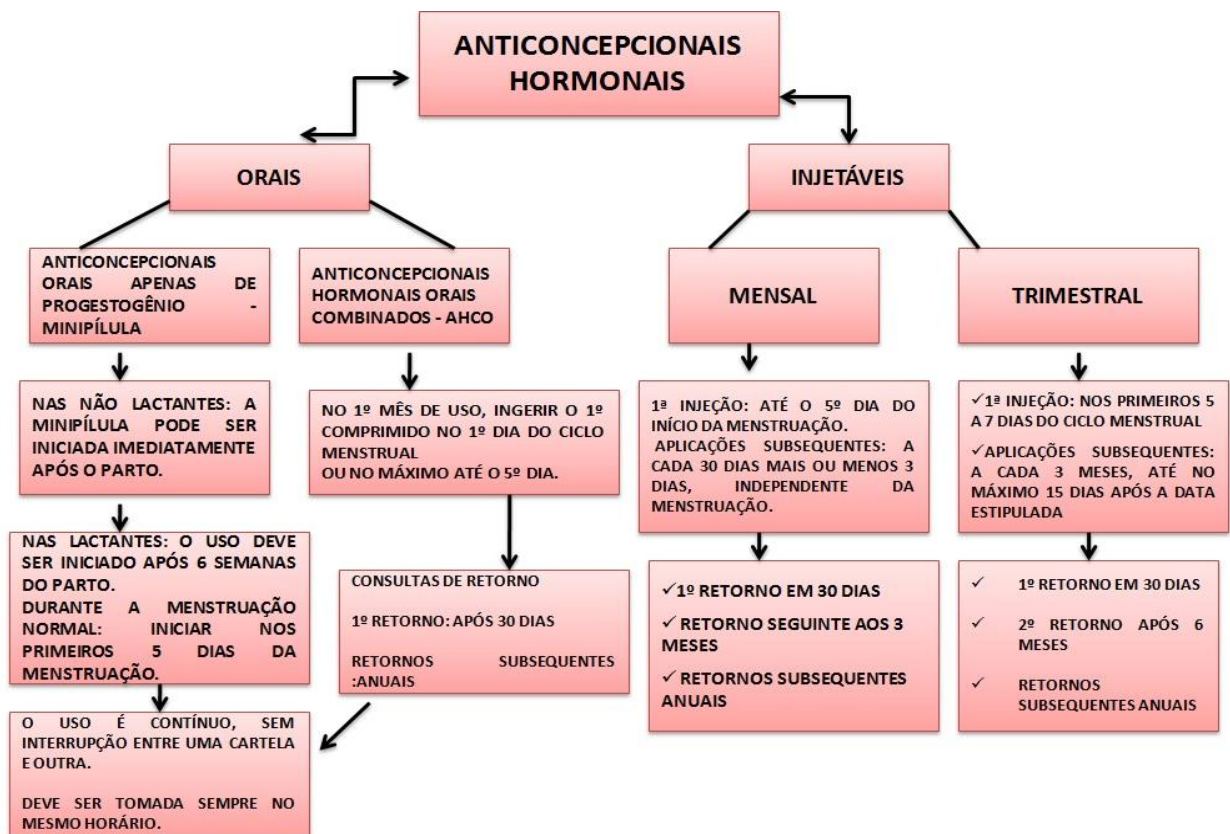 ANTICONCEPCIONAIS
HORMONAIS
ORAIS
INJETÁVEIS
ANTICONCEPCIONAIS
ORAIS APENAS DE
PROGESTOGÊNIO -
MINIPÍLULA
ANTICONCEPCIONAIS
HORMONAIS ORAIS
COMBINADOS - AHCO
MENSAL
TRIMESTRAL
NAS NÃO LACTANTES: A
MINIPÍLULA PODE SER
INICIADA IMEDIATAMENTE
APÓS O PARTO.
NO 1º MÊS DE USO, INGERIR O 1º
COMPRIMIDO NO 1º DIA DO CICLO
MENSTRUAL
OU NO MÁXIMO ATÉ O 5º DIA.
1ª INJEÇÃO: ATÉ O 5º DIA DO
INÍCIO DA MENSTRUAÇÃO.
APLICAÇÕES SUBSEQUENTES: A
CADA 30 DIAS MAIS OU MENOS 3
DIAS, INDEPENDENTE DA
MENSTRUAÇÃO.
✓1ª INJEÇÃO: NOS PRIMEIROS 5
A 7 DIAS DO CICLO MENSTRUAL
✓APLICAÇÕES SUBSEQUENTES:
A CADA 3 MESES, ATÉ NO
MÁXIMO 15 DIAS APÓS A DATA
ESTIPULADA
NAS LACTANTES: O USO DEVE
SER INICIADO APÓS 6 SEMANAS
DO PARTO.
DURANTE A MENSTRUAÇÃO
NORMAL: INICIAR NOS
PRIMEIROS 5 DIAS DA
MENSTRUAÇÃO.
CONSULTAS DE RETORNO
1º RETORNO: APÓS 30 DIAS
RETORNOS SUBSEQUENTES
:ANUAIS
✓1º RETORNO EM 30 DIAS
✓ RETORNO SEGUINTE AOS 3
MESES
✓ RETORNOS SUBSEQUENTES
ANUAIS
✓ 1º RETORNO EM 30 DIAS
✓ 2º RETORNO APÓS 6
MESES
✓ RETORNOS
SUBSEQUENTES ANUAIS
O USO É CONTÍNUO, SEM
INTERRUPÇÃO ENTRE UMA CARTELA
E OUTRA.
DEVE SER TOMADA SEMPRE NO
MESMO HORÁRIO.